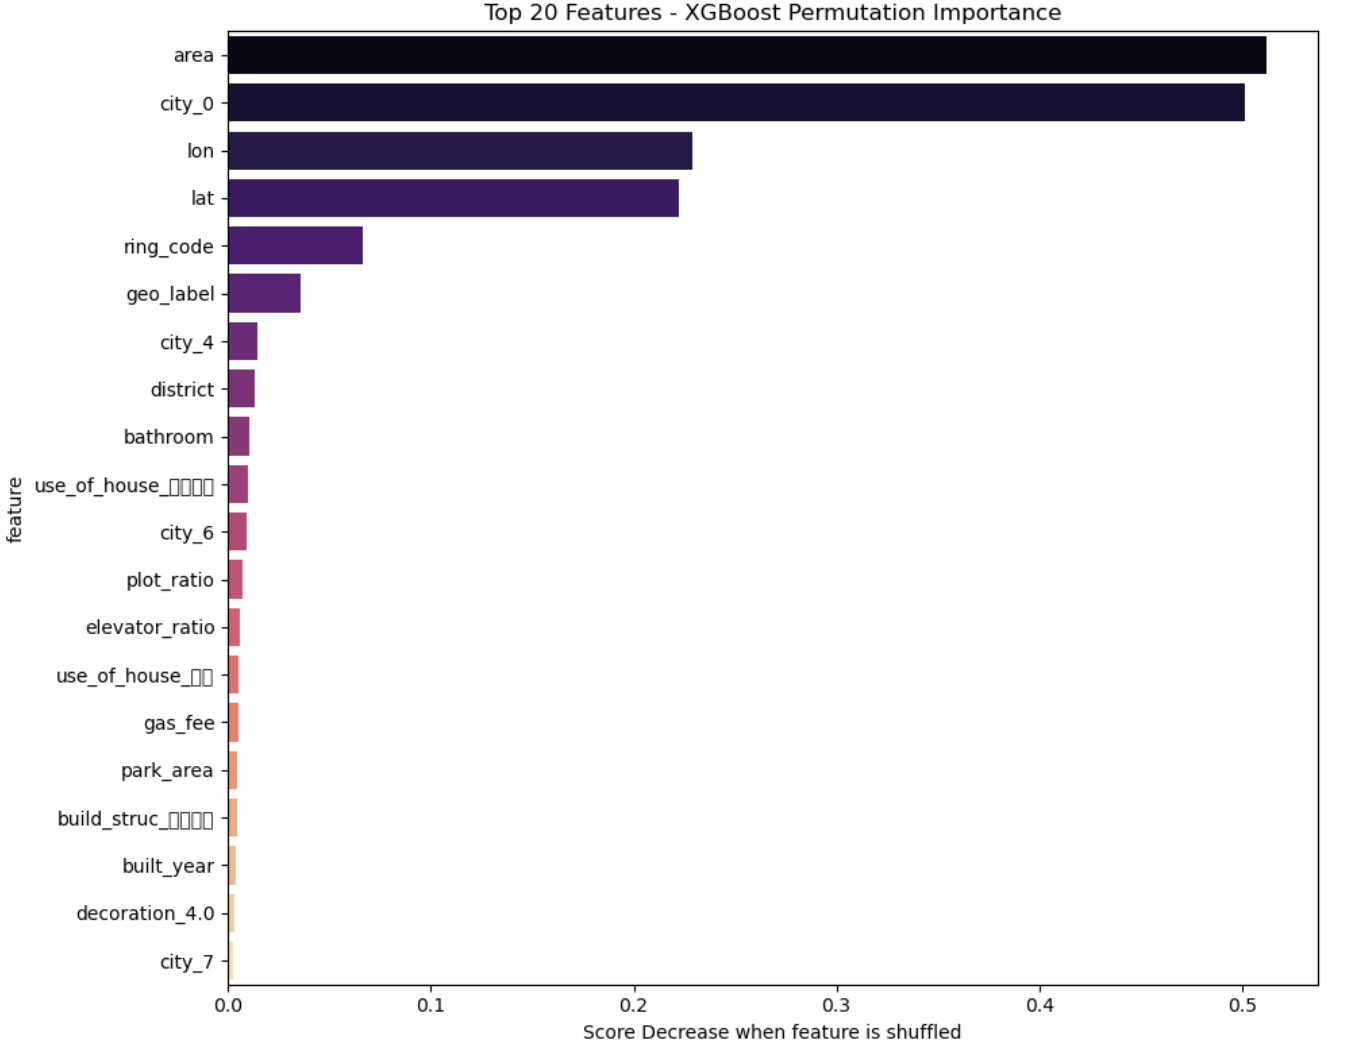 Top 20 Features - XGBoost Permutation Importance
area
city_0
lon
lat
ring_code
geo_label
city_4
district
bathroom
use_of_house_□□□□
city_6
plot_ratio
elevator_ratio
use_of_house_□□
gas_fee
park_area
build_struc_□□□□
built_year
decoration_4.0
city_7
feature
0.0 0.1 0.2 0.3 0.4 0.5
Score Decrease when feature is shuffled